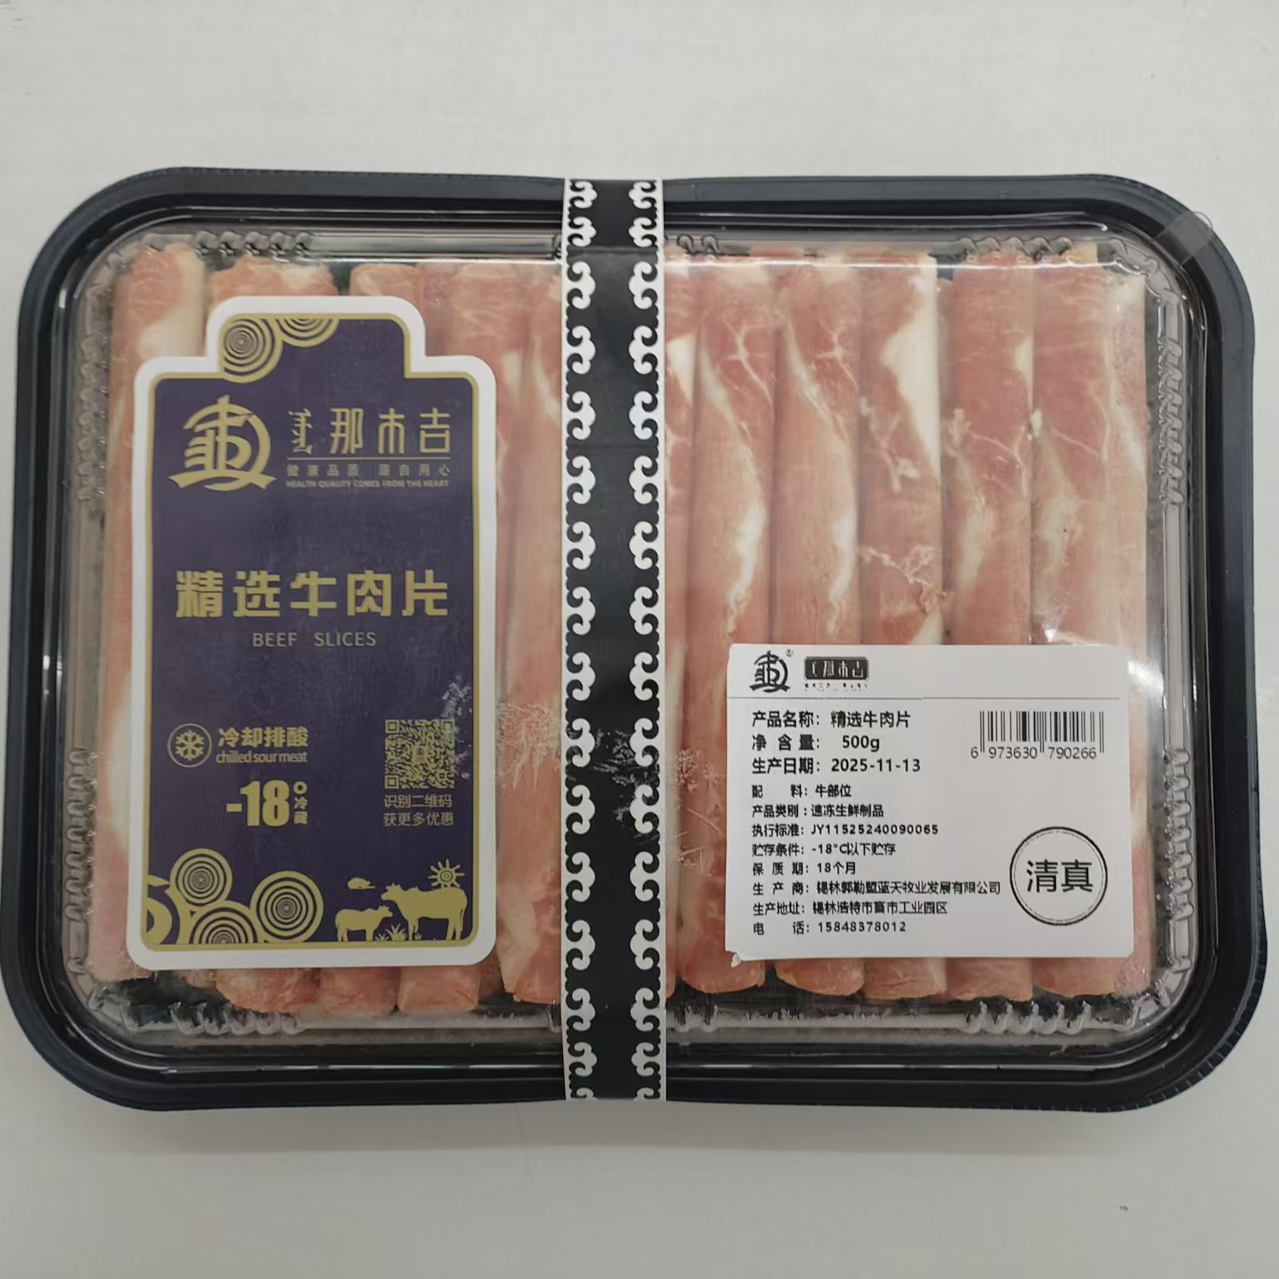 那木吉
健康品质 源自用心
HEALTH QUALITY COMES FROM THE HEART
精选牛肉片
BEEF SLICES
冷却排酸
chilled sour meat
-18℃冷藏
识别二维码
获更多优惠
那木吉
产品名称: 精选牛肉片
净 含 量: 500g
生产日期: 2025-11-13
配 料: 牛部位
产品类别: 速冻生鲜制品
执行标准: JY11525240090065
贮存条件: -18°C以下贮存
保 质 期: 18个月
生 产 商: 锡林郭勒盟蓝天牧业发展有限公司
生产地址: 锡林浩特市畜市工业园区
电 话: 15848378012
6 973630 790266
清真